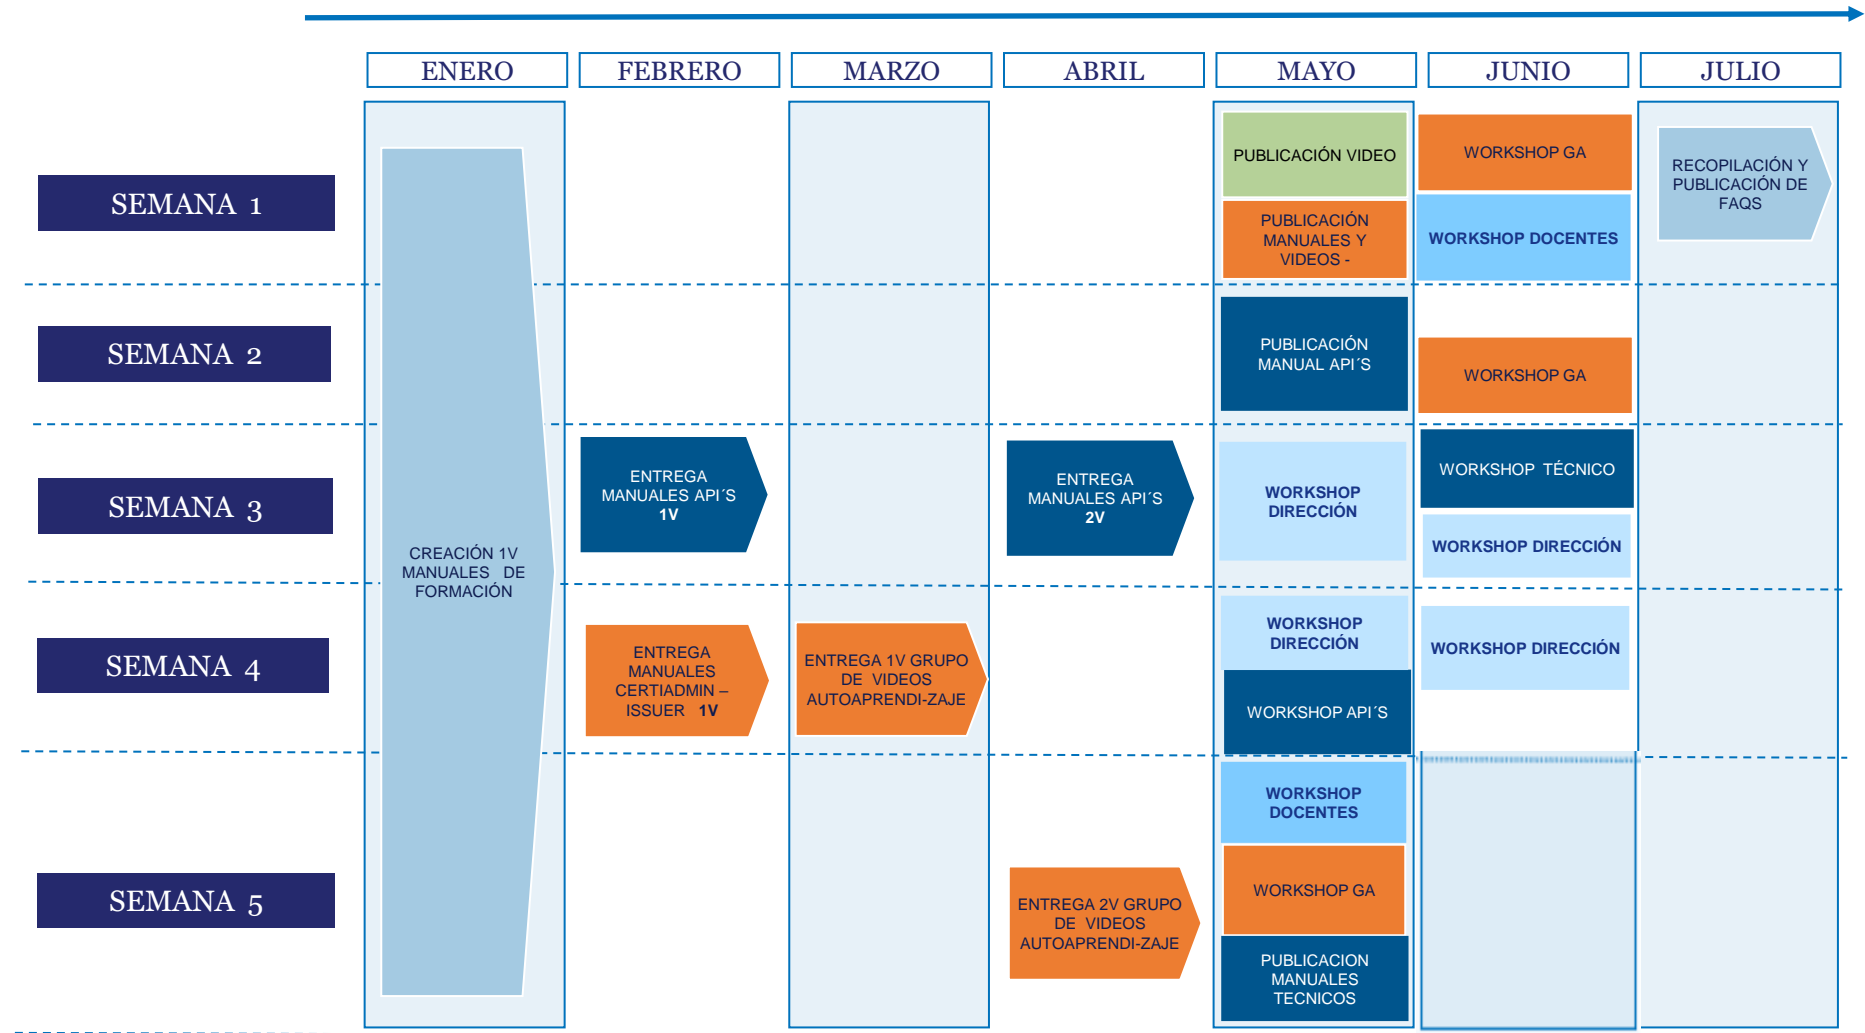 ENERO
FEBRERO
MARZO
ABRIL
MAYO
JUNIO
JULIO
SEMANA 1
PUBLICACIÓN VIDEO
PUBLICACIÓN
MANUALES Y
VIDEOS -
WORKSHOP GA
WORKSHOP DOCENTES
RECOPILACIÓN Y
PUBLICACIÓN DE
FAQS
SEMANA 2
PUBLICACIÓN
MANUAL API´S
WORKSHOP GA
SEMANA 3
CREACIÓN 1V
MANUALES DE
FORMACIÓN
ENTREGA
MANUALES API´S
1V
ENTREGA
MANUALES API´S
2V
WORKSHOP
DIRECCIÓN
WORKSHOP TÉCNICO
WORKSHOP DIRECCIÓN
SEMANA 4
ENTREGA
MANUALES
CERTIADMIN –
ISSUER 1V
ENTREGA 1V GRUPO
DE VIDEOS
AUTOAPRENDI-ZAJE
WORKSHOP
DIRECCIÓN
WORKSHOP API´S
WORKSHOP DIRECCIÓN
SEMANA 5
ENTREGA 2V GRUPO
DE VIDEOS
AUTOAPRENDI-ZAJE
WORKSHOP
DOCENTES
WORKSHOP GA
PUBLICACION
MANUALES
TECNICOS